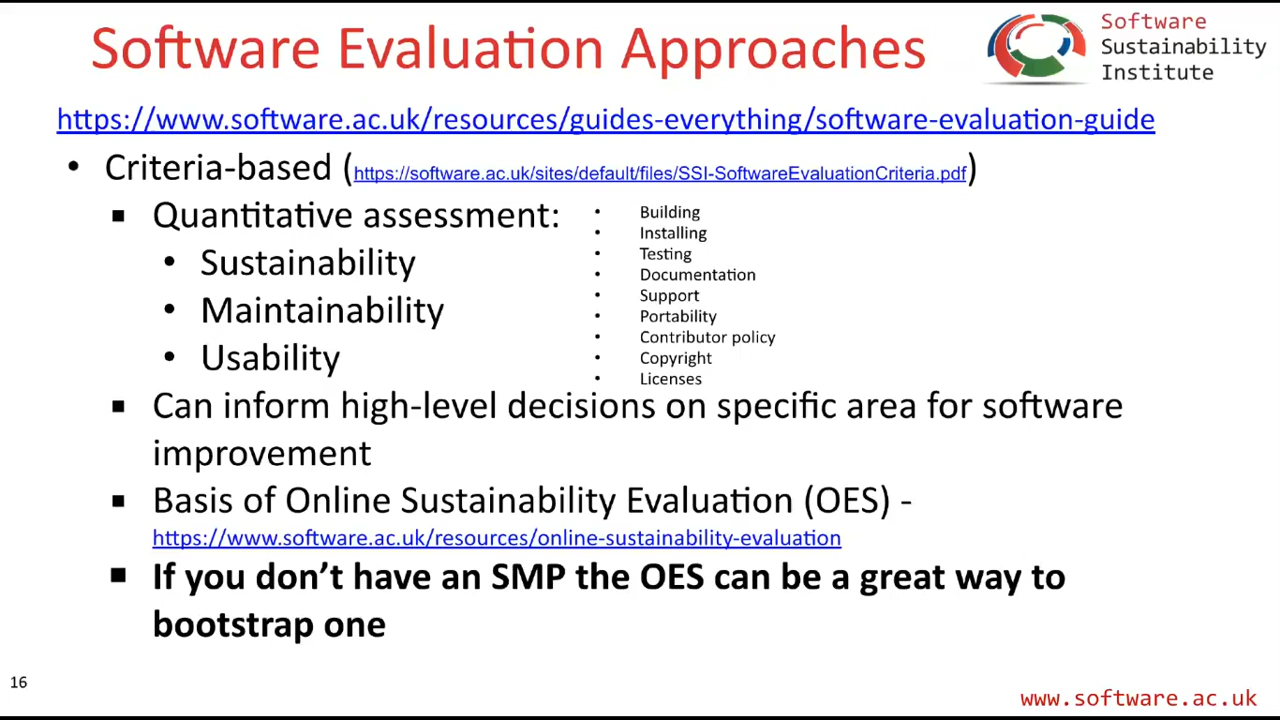 Software Evaluation Approaches
Software
Sustainability
Institute
https://www.software.ac.uk/resources/guides-everything/software-evaluation-guide
• Criteria-based (https://software.ac.uk/sites/default/files/SSI-SoftwareEvaluationCriteria.pdf)
▪ Quantitative assessment:
• Sustainability
• Maintainability
• Usability
• Building
• Installing
• Testing
• Documentation
• Support
• Portability
• Contributor policy
• Copyright
• Licenses
▪ Can inform high-level decisions on specific area for software
improvement
▪ Basis of Online Sustainability Evaluation (OES) -
https://www.software.ac.uk/resources/online-sustainability-evaluation
▪ If you don’t have an SMP the OES can be a great way to
bootstrap one
16
www.software.ac.uk